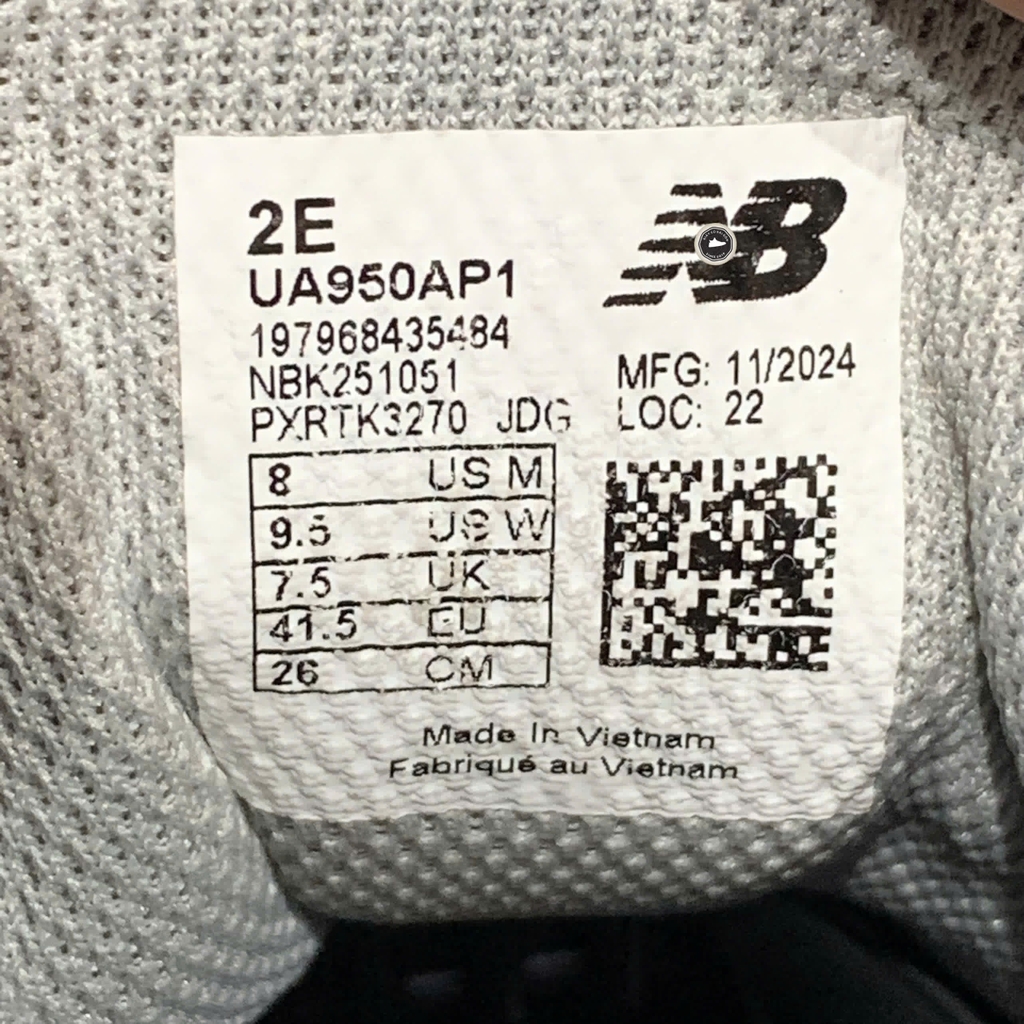 2E
UA950AP1
197968435484
NBK251051
PXRTK3270 JDG
NB
MFG: 11/2024
LOC: 22
8 US M
9.5 US W
7.5 UK
41.5 EU
26 CM
Made In Vietnam
Fabriqué au Vietnam